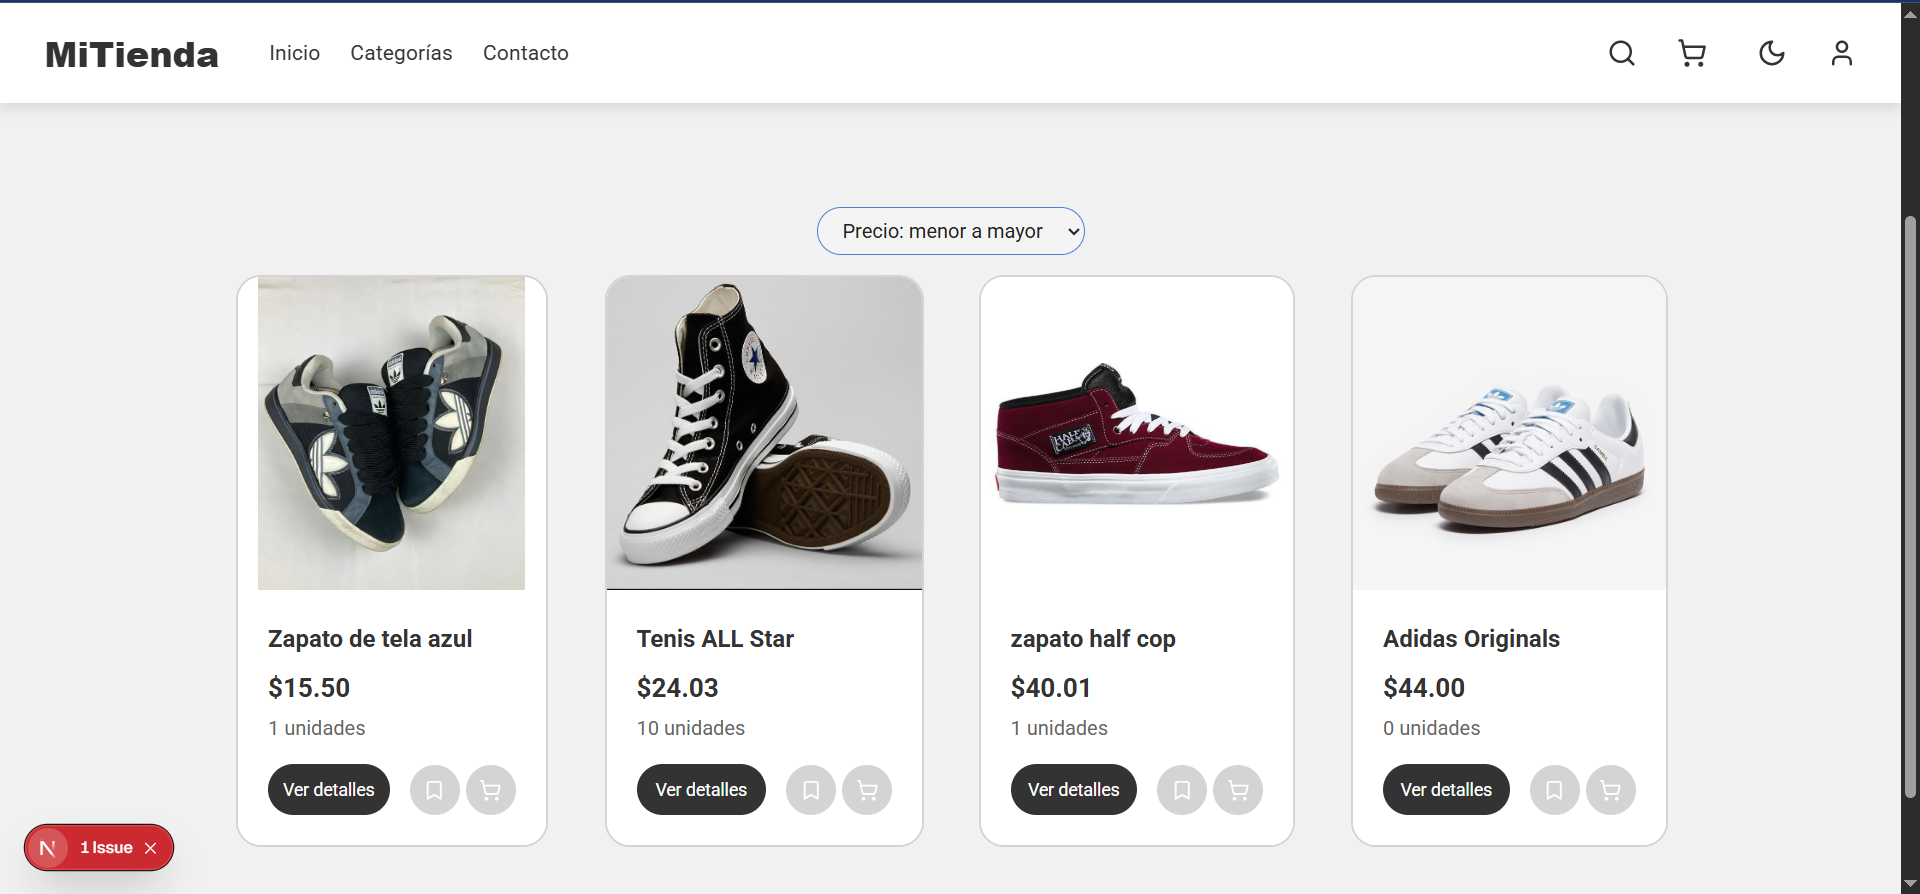 MiTienda Inicio Categorías Contacto
Precio: menor a mayor
HALF CAB
Zapato de tela azul
$15.50
1 unidades
Ver detalles
Tenis ALL Star
$24.03
10 unidades
Ver detalles
zapato half cop
$40.01
1 unidades
Ver detalles
Adidas Originals
$44.00
0 unidades
Ver detalles
N 1 Issue